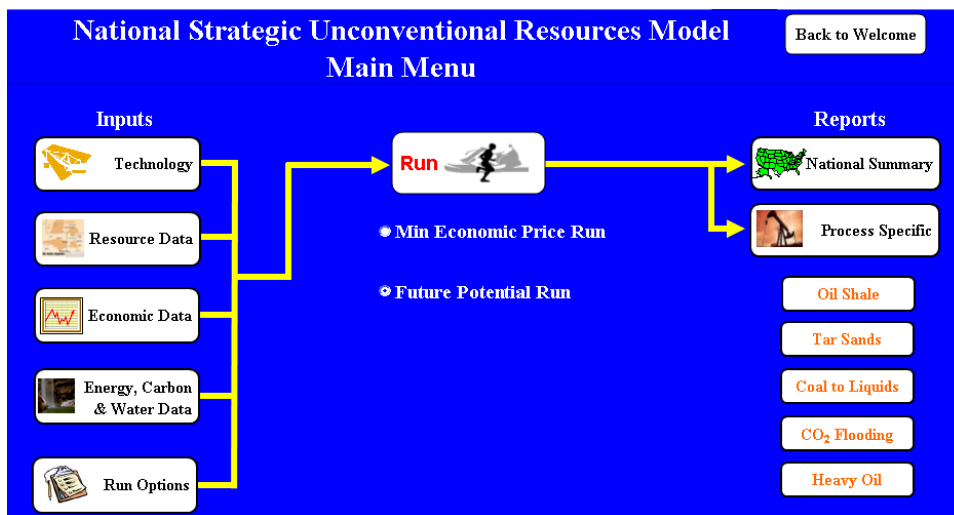 National Strategic Unconventional Resources Model
Main Menu
Back to Welcome
Inputs
Technology
Resource Data
Economic Data
Energy, Carbon
& Water Data
Run Options
Run
Min Economic Price Run
Future Potential Run
Reports
National Summary
Process Specific
Oil Shale
Tar Sands
Coal to Liquids
CO₂ Flooding
Heavy Oil